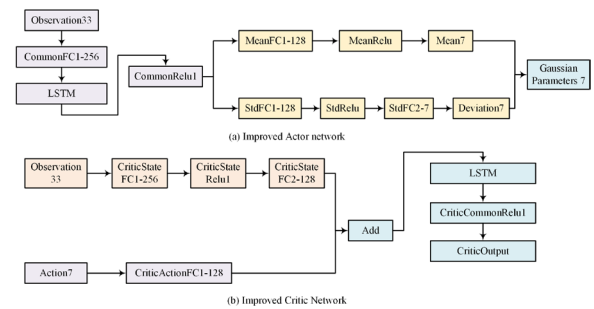 Observation33
CommonFC1-256
LSTM
CommonRelu1
MeanFC1-128
MeanRelu
Mean7
StdFC1-128
StdRelu
StdFC2-7
Deviation7
Gaussian
Parameters 7
(a) Improved Actor network
Observation
33
CriticState
FC1-256
CriticState
Relu1
CriticState
FC2-128
Action7
CriticActionFC1-128
Add
LSTM
CriticCommonRelu1
CriticOutput
(b) Improved Critic Network